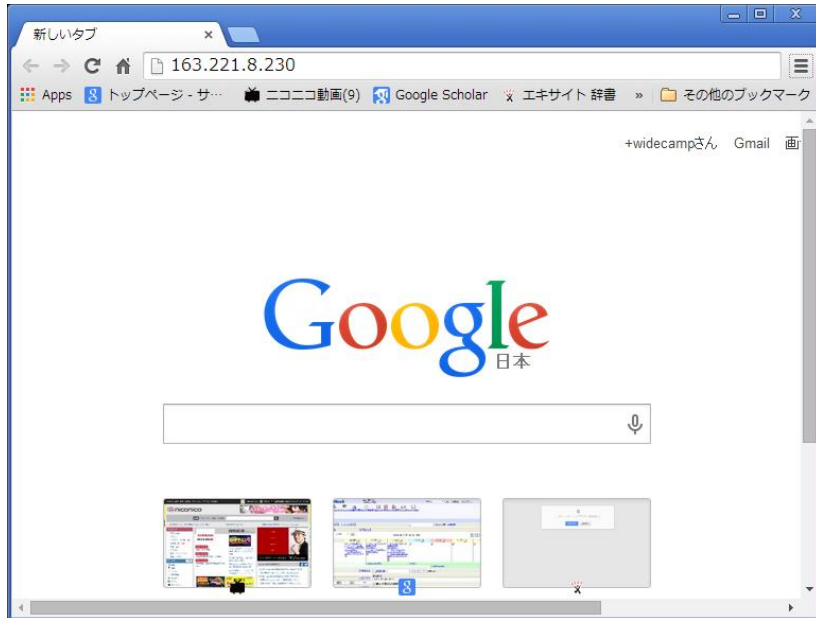 新しいタブ
163.221.8.230
Apps トップページ - サ… ニコニコ動画(9) Google Scholar エキサイト 辞書 » その他のブックマーク
+widecampさん Gmail 画
Google
日本
niconico